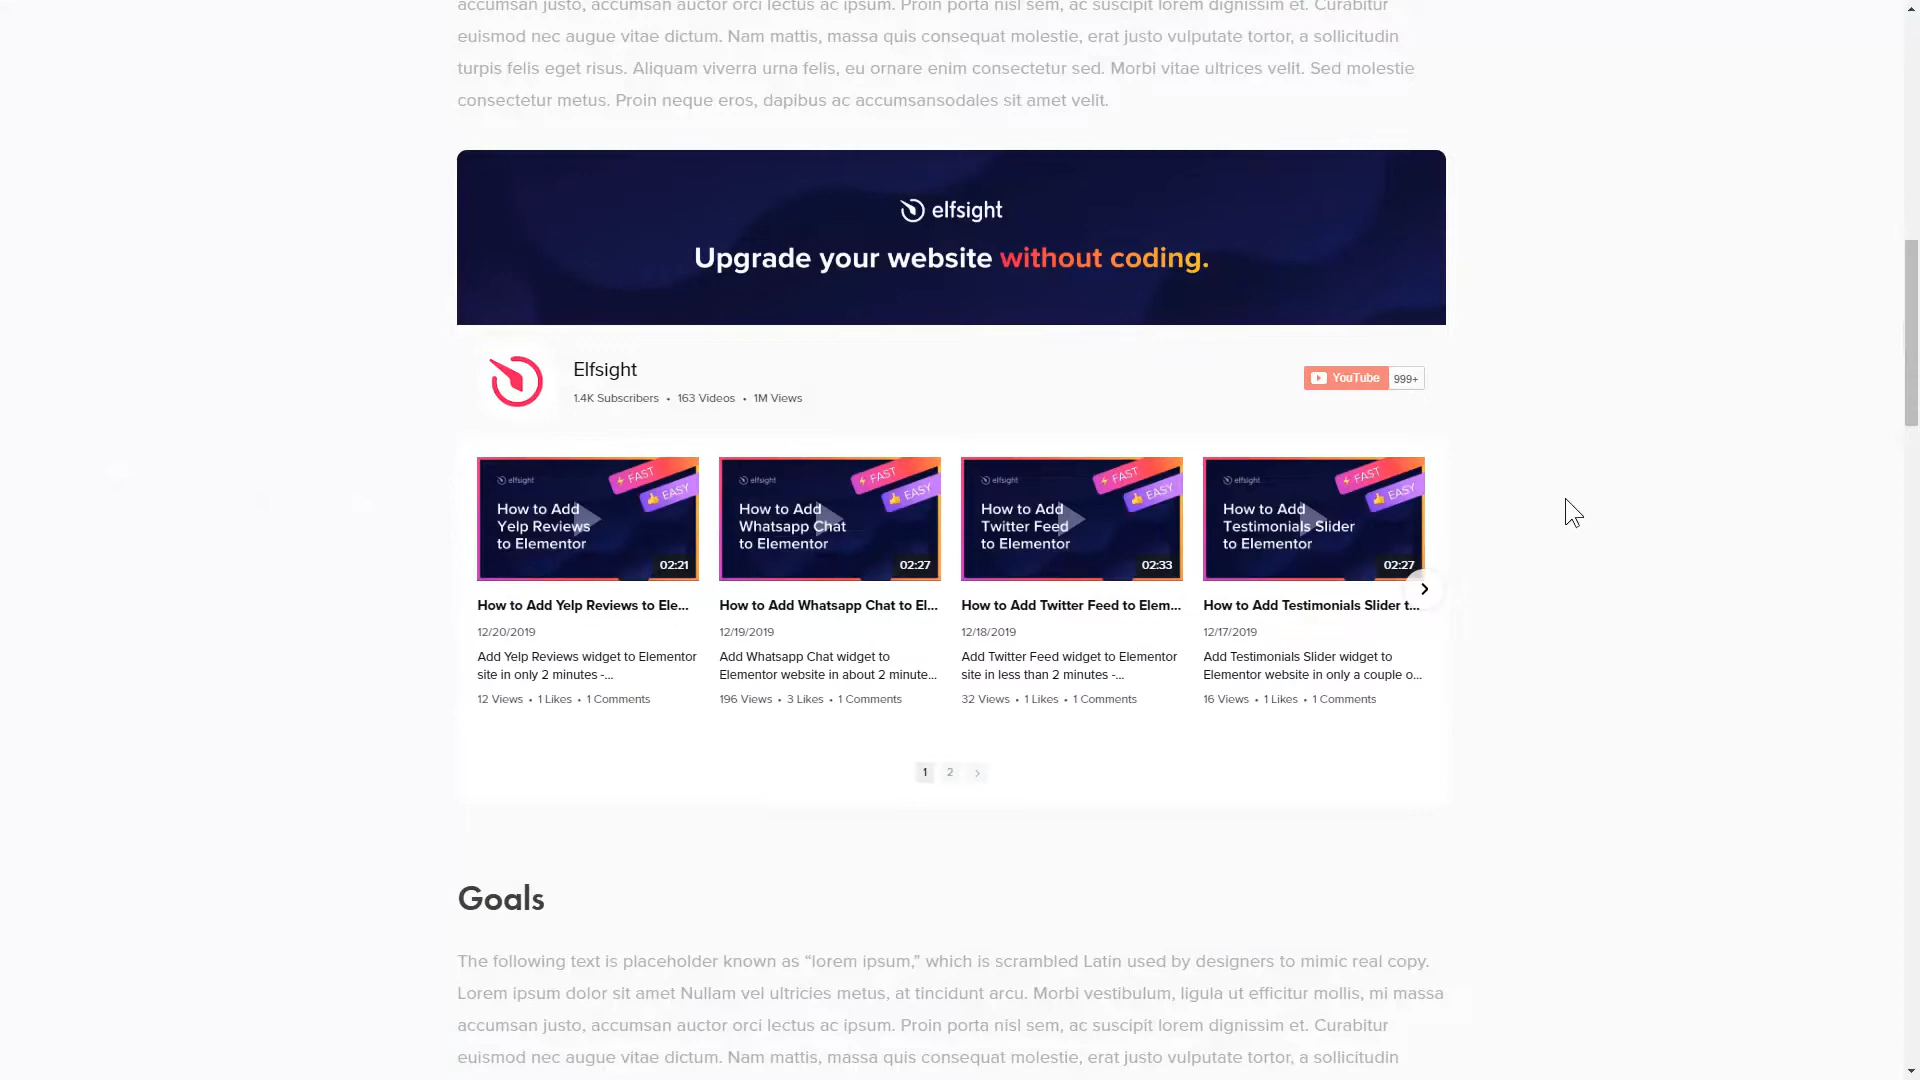 accumsan justo, accumsan auctor orci lectus ac ipsum. Proin porta nisl sem, ac suscipit lorem dignissim et. Curabitur
euismod nec augue vitae dictum. Nam mattis, massa quis consequat molestie, erat justo vulputate tortor, a sollicitudin
turpis felis eget risus. Aliquam viverra urna felis, eu ornare enim consectetur sed. Morbi vitae ultrices velit. Sed molestie
consectetur metus. Proin neque eros, dapibus ac accumsansodales sit amet velit.
elfsight
Upgrade your website without coding.
Elfsight
1.4K Subscribers • 163 Videos • 1M Views
YouTube 999+
elfsight
FAST
EASY
How to Add
Yelp Reviews
to Elementor
02:21
How to Add Yelp Reviews to Ele...
12/20/2019
Add Yelp Reviews widget to Elementor
site in only 2 minutes -...
12 Views • 1 Likes • 1 Comments
elfsight
FAST
EASY
How to Add
Whatsapp Chat
to Elementor
02:27
How to Add Whatsapp Chat to El...
12/19/2019
Add Whatsapp Chat widget to
Elementor website in about 2 minute...
196 Views • 3 Likes • 1 Comments
elfsight
FAST
EASY
How to Add
Twitter Feed
to Elementor
02:33
How to Add Twitter Feed to Elem...
12/18/2019
Add Twitter Feed widget to Elementor
site in less than 2 minutes -...
32 Views • 1 Likes • 1 Comments
elfsight
FAST
EASY
How to Add
Testimonials Slider
to Elementor
02:27
How to Add Testimonials Slider t...
12/17/2019
Add Testimonials Slider widget to
Elementor website in only a couple o...
16 Views • 1 Likes • 1 Comments
1 2
Goals
The following text is placeholder known as “lorem ipsum,” which is scrambled Latin used by designers to mimic real copy.
Lorem ipsum dolor sit amet Nullam vel ultricies metus, at tincidunt arcu. Morbi vestibulum, ligula ut efficitur mollis, mi massa
accumsan justo, accumsan auctor orci lectus ac ipsum. Proin porta nisl sem, ac suscipit lorem dignissim et. Curabitur
euismod nec augue vitae dictum. Nam mattis, massa quis consequat molestie, erat justo vulputate tortor, a sollicitudin